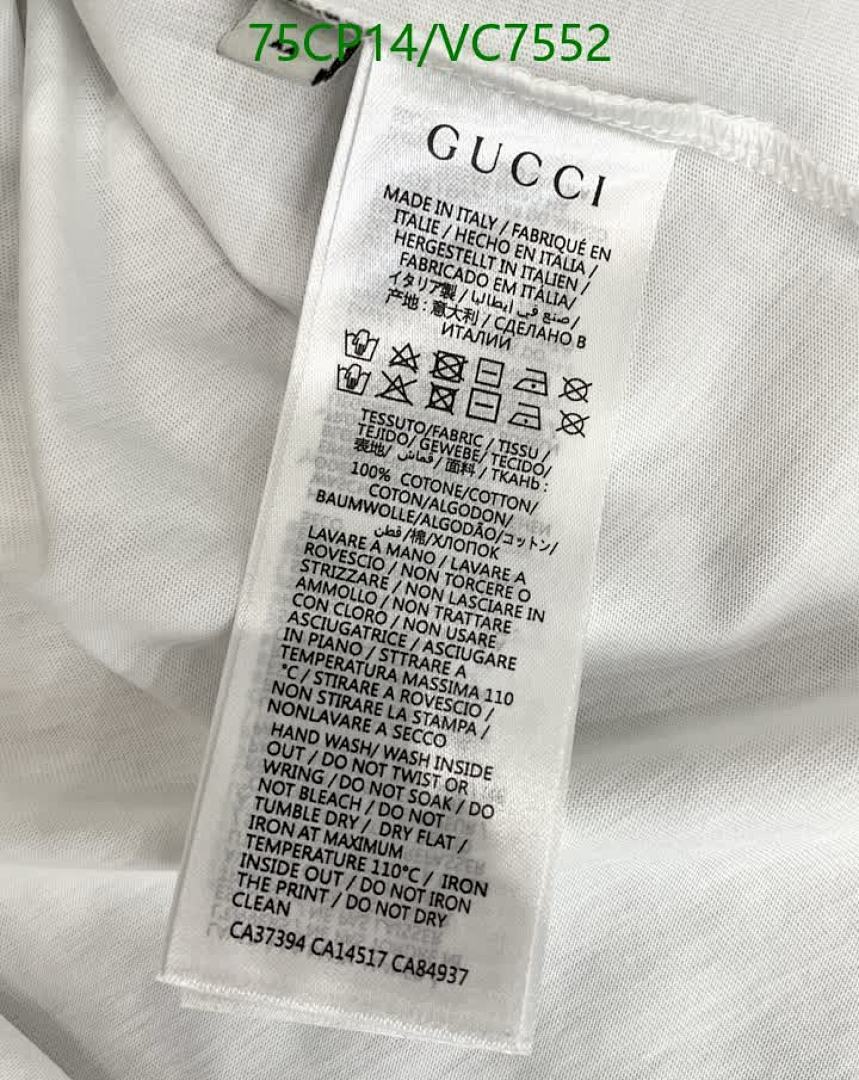 75CP14/VC7552
GUCCI
MADE IN ITALY / FABRIQUÉ EN
ITALIE / HECHO EN ITALIA /
HERGESTELLT IN ITALIEN /
FABRICADO EM ITÁLIA/
イタリア製 / صنع في إيطاليا/
产地 : 意大利 / СДЕЛАНО В
ИТАЛИИ
TESSUTO/FABRIC / TISSU /
TEJIDO/ GEWEBE/ TECIDO/
表地/ قماش / 面料 / ТКАНЬ :
100% COTONE/COTTON/
COTON/ALGODON/
BAUMWOLLE/ALGODÃO/コットン/
قطن /棉/ХЛОПОК
LAVARE A MANO / LAVARE A
ROVESCIO / NON TORCERE O
STRIZZARE / NON LASCIARE IN
AMMOLLO / NON TRATTARE
CON CLORO / NON USARE
ASCIUGATRICE / ASCIUGARE
IN PIANO / STTRARE A
TEMPERATURA MASSIMA 110
°C / STIRARE A ROVESCIO /
NON STIRARE LA STAMPA /
NONLAVARE A SECCO
HAND WASH/ WASH INSIDE
OUT / DO NOT TWIST OR
WRING / DO NOT SOAK / DO
NOT BLEACH / DO NOT
TUMBLE DRY / DRY FLAT /
IRON AT MAXIMUM
TEMPERATURE 110°C / IRON
INSIDE OUT / DO NOT IRON
THE PRINT / DO NOT DRY
CLEAN
CA37394 CA14517 CA84937